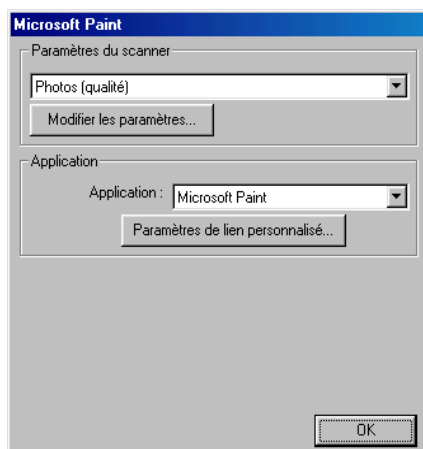 Microsoft Paint
Paramètres du scanner
Photos (qualité)
Modifier les paramètres...
Application
Application : Microsoft Paint
Paramètres de lien personnalisé...
OK